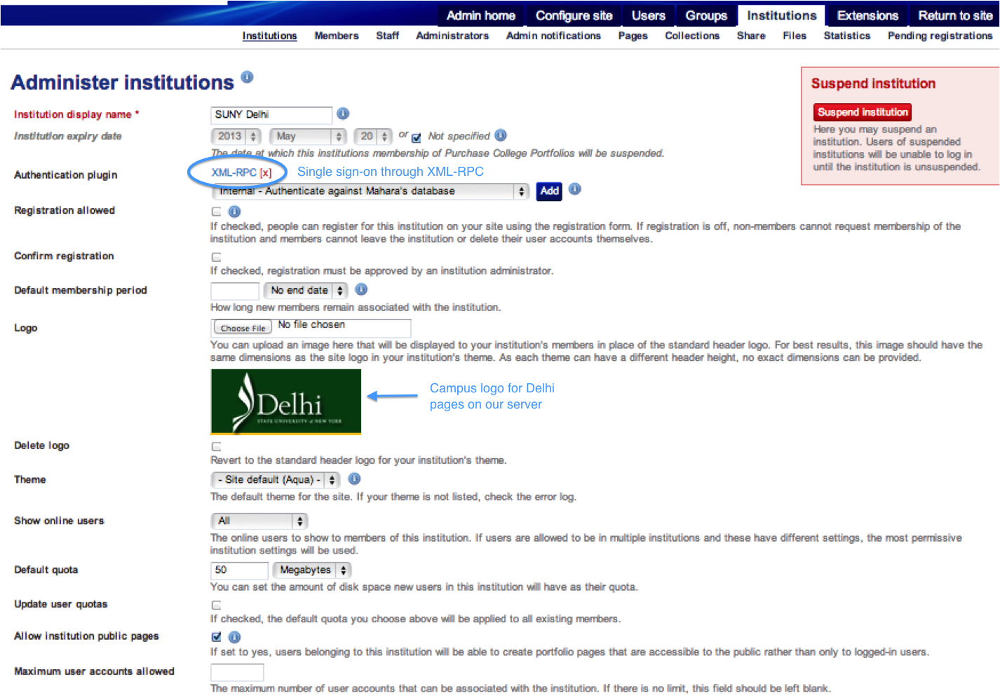 Admin home Configure site Users Groups Institutions Extensions Return to site
Institutions Members Staff Administrators Admin notifications Pages Collections Share Files Statistics Pending registrations
Administer institutions
Suspend institution
Suspend institution
Here you may suspend an
institution. Users of suspended
institutions will be unable to log in
until the institution is unsuspended.
Institution display name * SUNY Delhi
Institution expiry date 2013 May 20 or Not specified
The date at which this institutions membership of Purchase College Portfolios will be suspended.
Authentication plugin XML-RPC [x] Single sign-on through XML-RPC
Internal - Authenticate against Mahara's database Add
Registration allowed
If checked, people can register for this institution on your site using the registration form. If registration is off, non-members cannot request membership of the
institution and members cannot leave the institution or delete their user accounts themselves.
Confirm registration
If checked, registration must be approved by an institution administrator.
Default membership period No end date
How long new members remain associated with the institution.
Logo Choose File No file chosen
You can upload an image here that will be displayed to your institution's members in place of the standard header logo. For best results, this image should have the
same dimensions as the site logo in your institution's theme. As each theme can have a different header height, no exact dimensions can be provided.
Delhi
STATE UNIVERSITY of NEW YORK
Campus logo for Delhi
pages on our server
Delete logo
Revert to the standard header logo for your institution's theme.
Theme - Site default (Aqua) -
The default theme for the site. If your theme is not listed, check the error log.
Show online users All
The online users to show to members of this institution. If users are allowed to be in multiple institutions and these have different settings, the most permissive
institution settings will be used.
Default quota 50 Megabytes
You can set the amount of disk space new users in this institution will have as their quota.
Update user quotas
If checked, the default quota you choose above will be applied to all existing members.
Allow institution public pages
If set to yes, users belonging to this institution will be able to create portfolio pages that are accessible to the public rather than only to logged-in users.
Maximum user accounts allowed
The maximum number of user accounts that can be associated with the institution. If there is no limit, this field should be left blank.